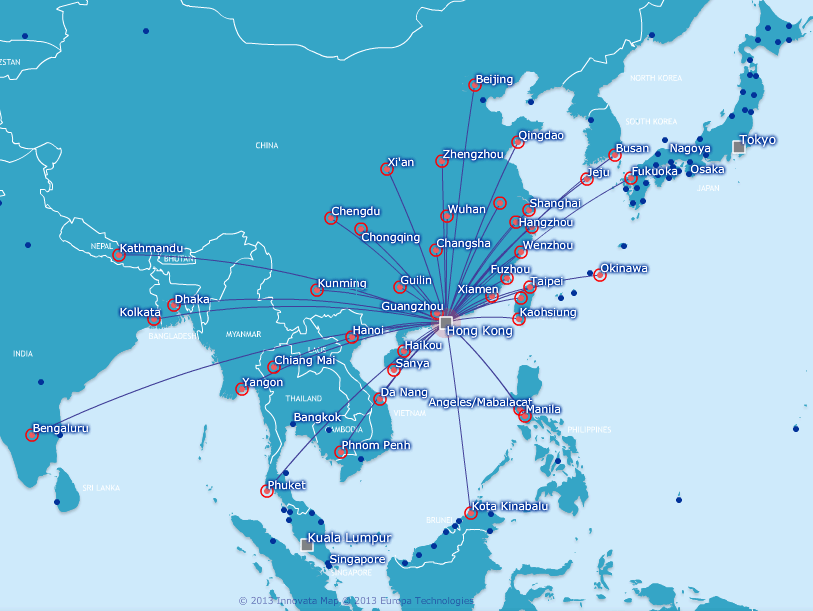 Beijing
ZSTAN
NORTH KOREA
SOUTH KOREA
Qingdao
Tokyo
CHINA
Zhengzhou
Busan
Nagoya
Xi'an
Jeju
Fukuoka
Osaka
JAPAN
Chengdu
Wuhan
Shanghai
Hangzhou
Chongqing
Changsha
Wenzhou
NEPAL
Kathmandu
BHUTAN
Fuzhou
Okinawa
Kunming
Guilin
Xiamen
Taipei
Dhaka
Kolkata
Guangzhou
Kaohsiung
BANGLADESH
MYANMAR
Hanoi
Hong Kong
INDIA
LAOS
Haikou
Chiang Mai
Sanya
Yangon
THAILAND
Da Nang
VIETNAM
Angeles/Mabalacat
Manila
Bangkok
Bengaluru
CAMBODIA
PHILIPPINES
Phnom Penh
SRI LANKA
Phuket
Kota Kinabalu
BRUNEI
Kuala Lumpur
Singapore
SINGAPORE
© 2013 Innovata Map © 2013 Europa Technologies